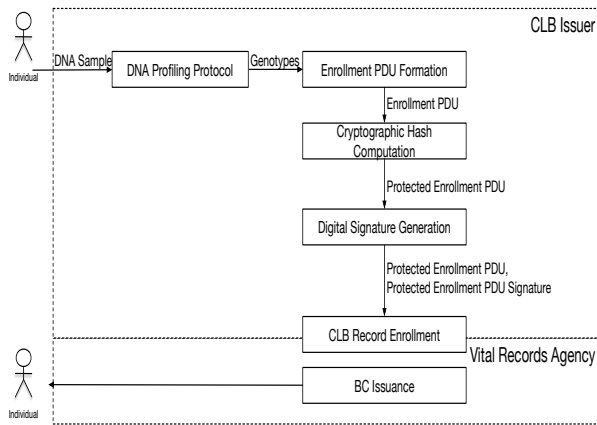 CLB Issuer
DNA Sample
Individual
DNA Profiling Protocol
Genotypes
Enrollment PDU Formation
Enrollment PDU
Cryptographic Hash
Computation
Protected Enrollment PDU
Digital Signature Generation
Protected Enrollment PDU,
Protected Enrollment PDU Signature
CLB Record Enrollment
Vital Records Agency
BC Issuance
Individual